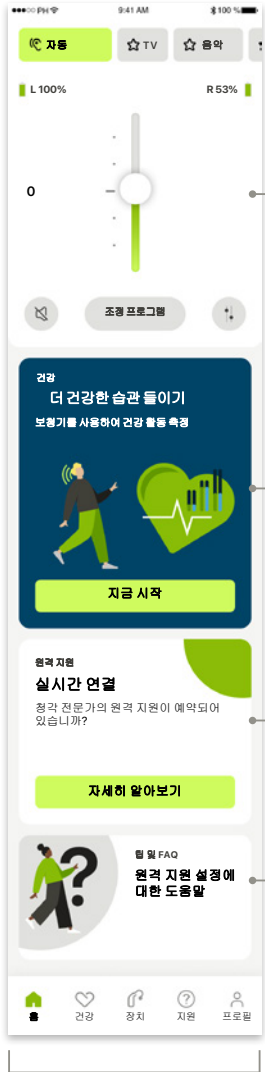 PH 9:41 AM 100 %
자동 TV 음악
L 100% R 53%
0
조정 프로그램
건강
더 건강한 습관 들이기
보청기를 사용하여 건강 활동 측정
지금 시작
원격 지원
실시간 연결
청각 전문가의 원격 지원이 예약되어
있습니까?
자세히 알아보기
팁 및 FAQ
원격 지원 설정에
대한 도움말
홈 건강 장치 지원 프로필